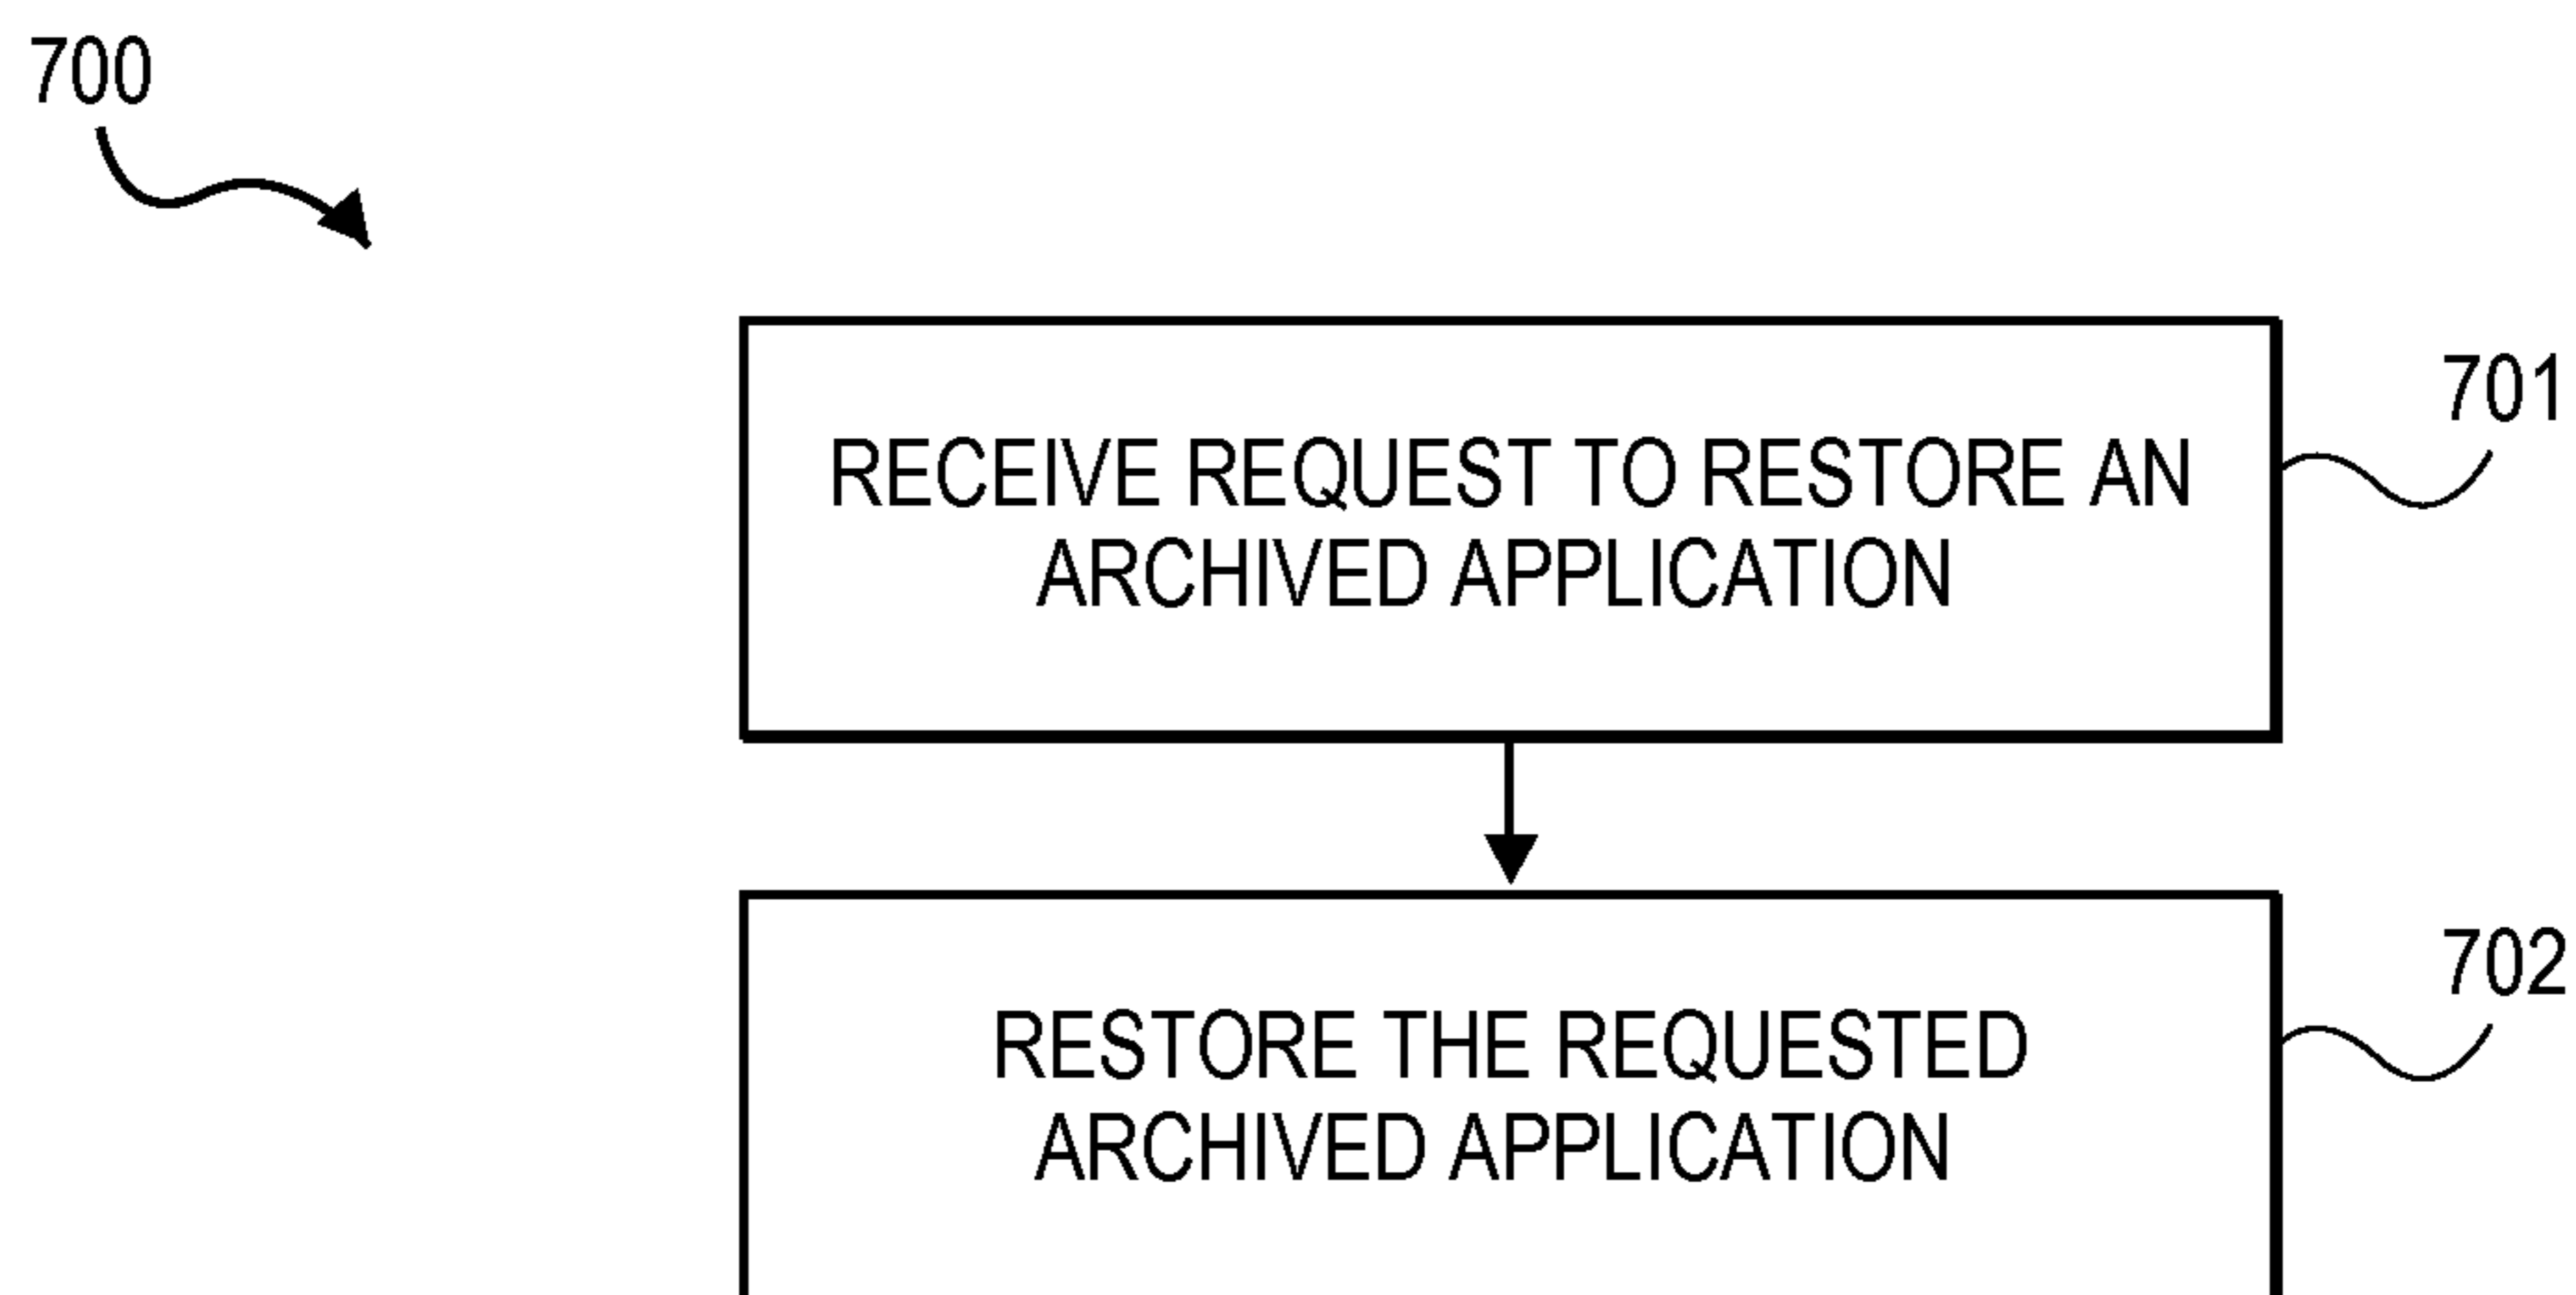 700
701
RECEIVE REQUEST TO RESTORE AN
ARCHIVED APPLICATION
702
RESTORE THE REQUESTED
ARCHIVED APPLICATION